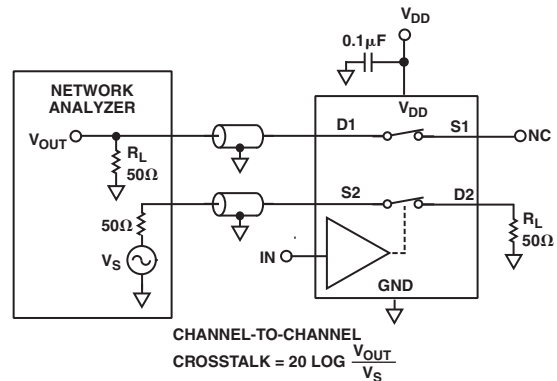 V_DD
0.1µF
NETWORK
ANALYZER
V_DD
V_OUT
D1
S1
NC
R_L
50Ω
S2
D2
50Ω
R_L
50Ω
V_S
IN
GND
CHANNEL-TO-CHANNEL
CROSSTALK = 20 LOG V_OUT/V_S